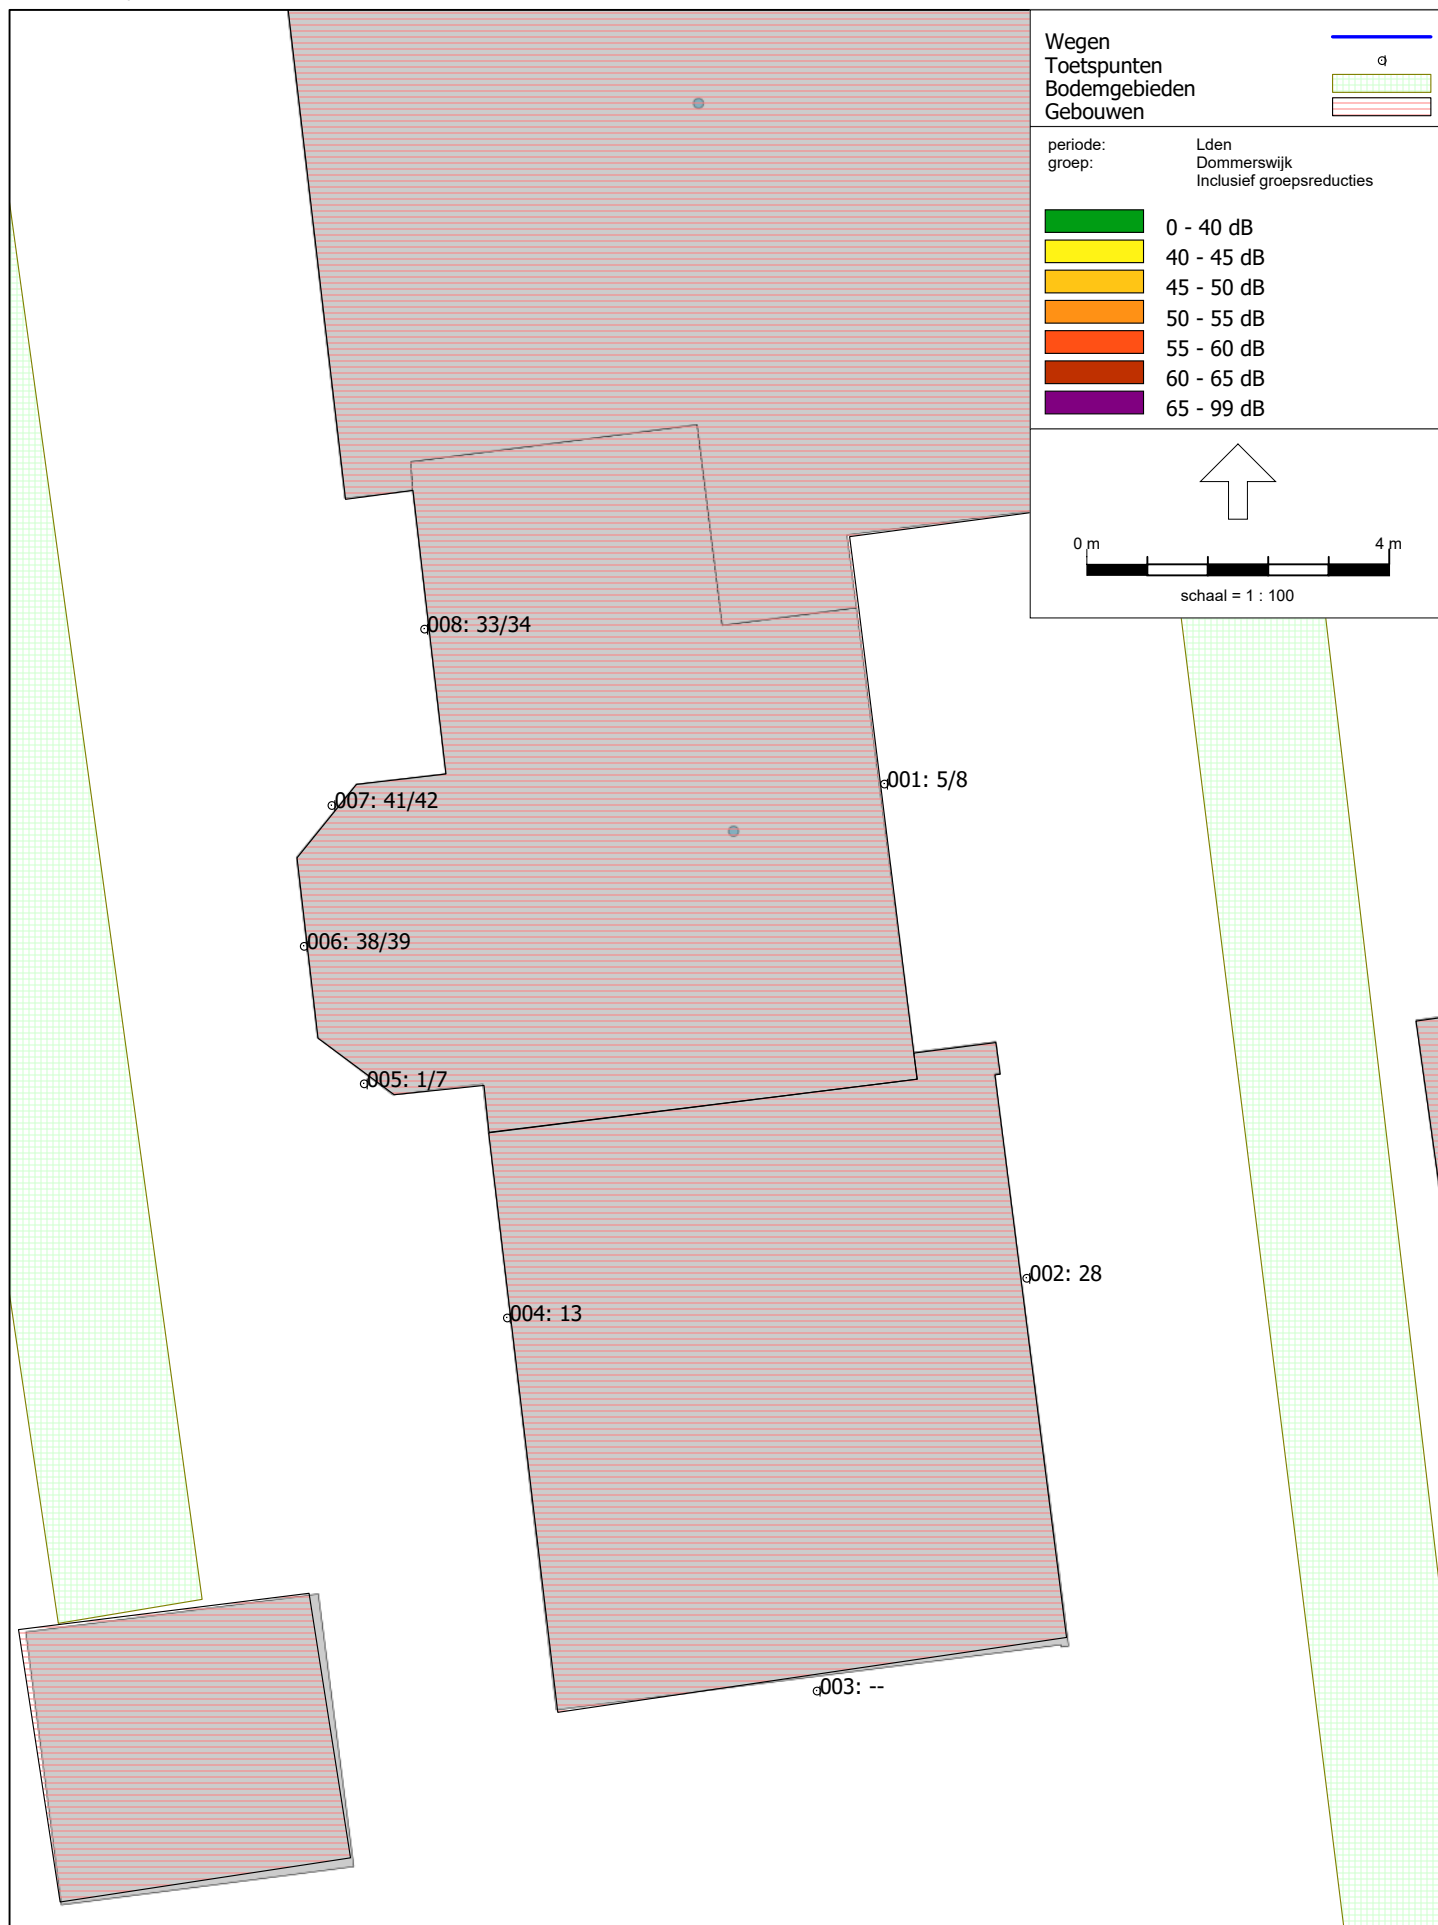 Wegen
Toetspunten
Bodemgebieden
Gebouwen
periode: Lden
groep: Dommerswijk
Inclusief groepsreducties
0 - 40 dB
40 - 45 dB
45 - 50 dB
50 - 55 dB
55 - 60 dB
60 - 65 dB
65 - 99 dB
0 m 4 m
schaal = 1 : 100
008: 33/34
001: 5/8
007: 41/42
006: 38/39
005: 1/7
002: 28
004: 13
003: --